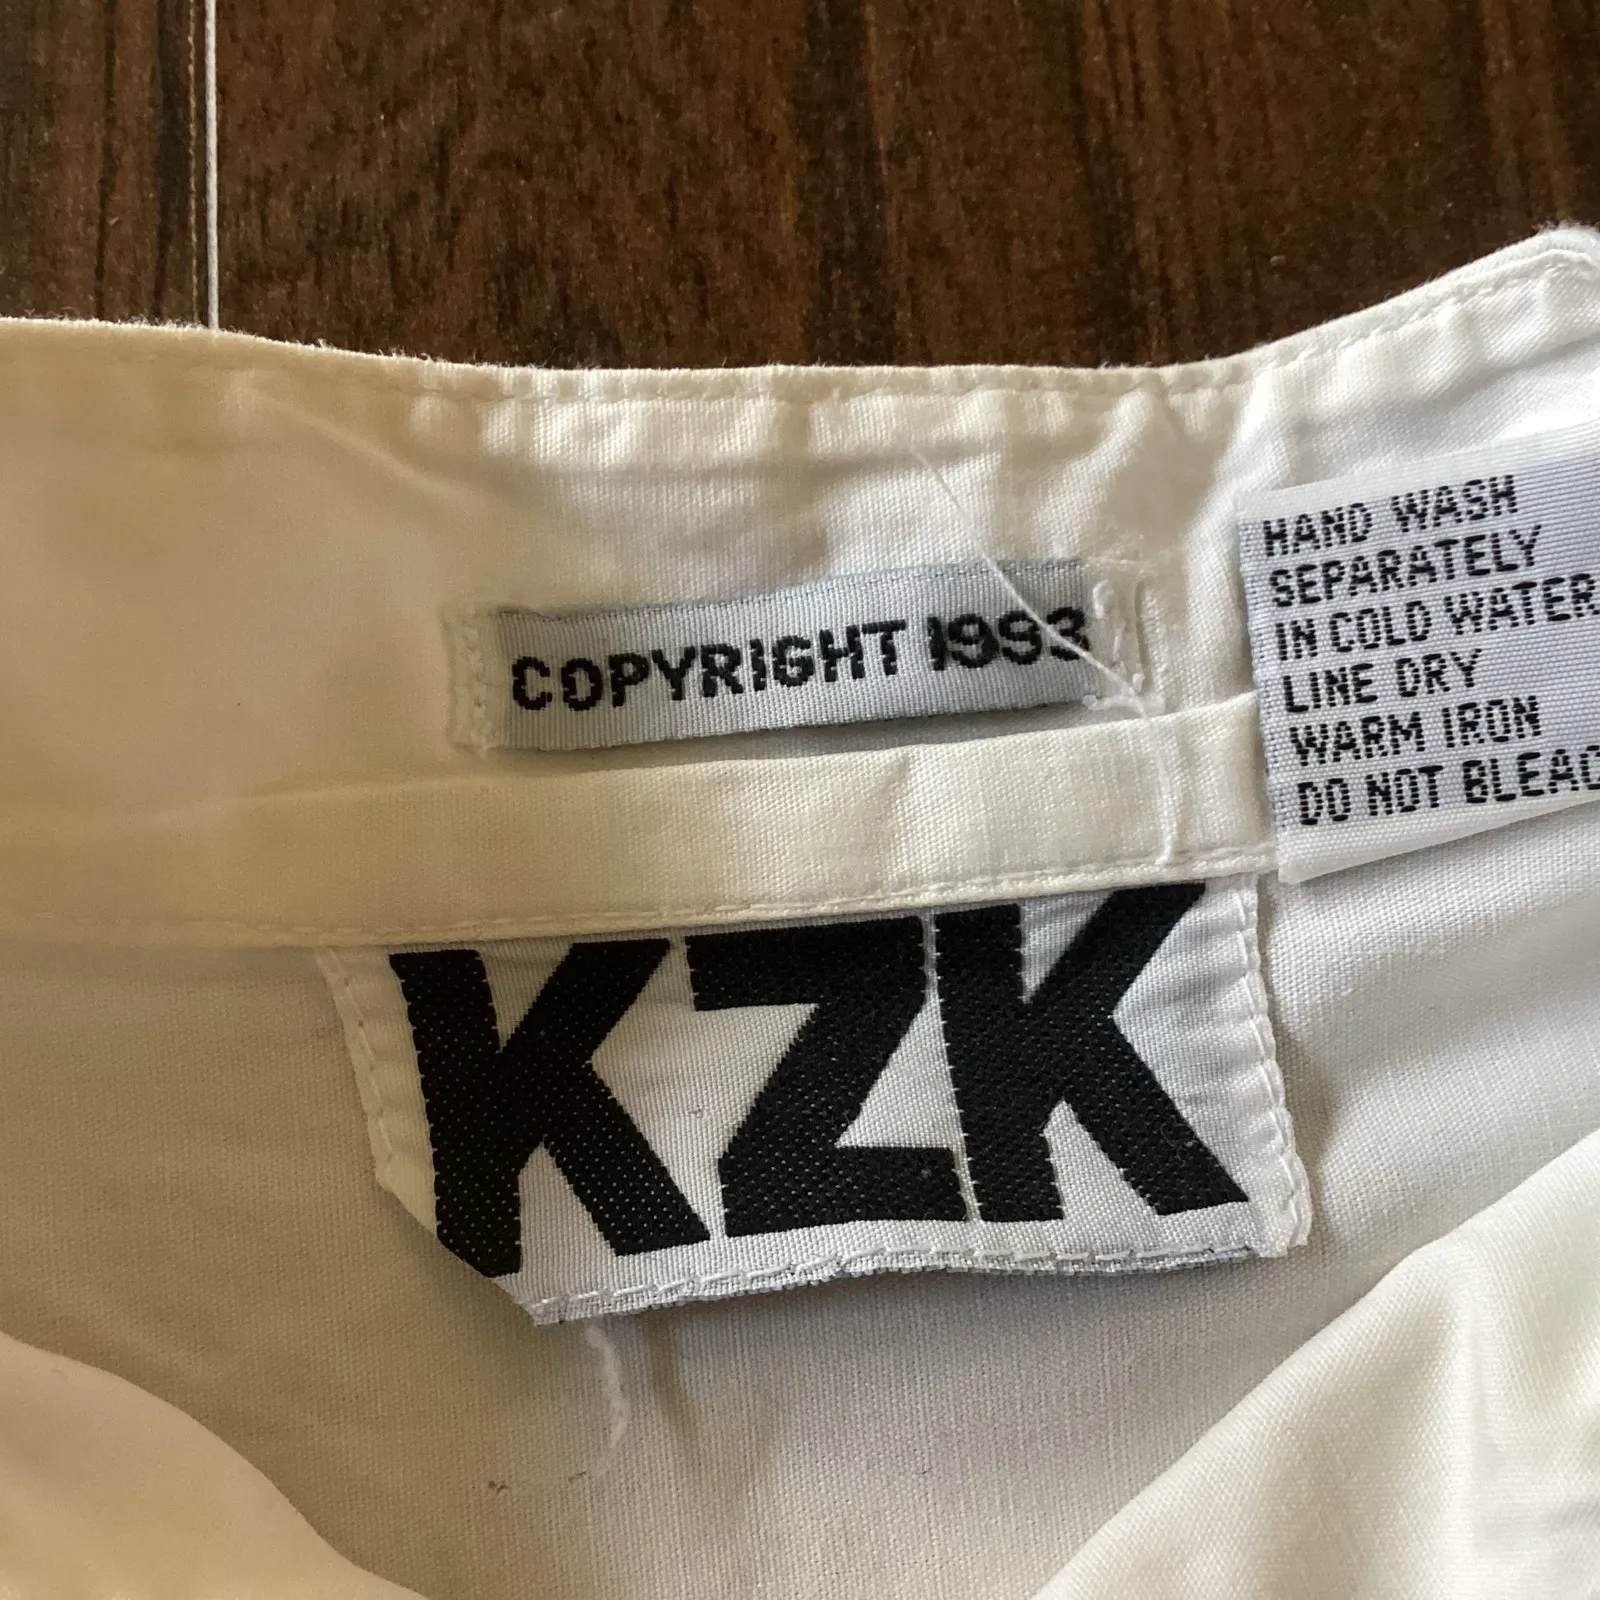 COPYRIGHT 1993
HAND WASH
SEPARATELY
IN COLD WATER
LINE DRY
WARM IRON
DO NOT BLEAC
KZK